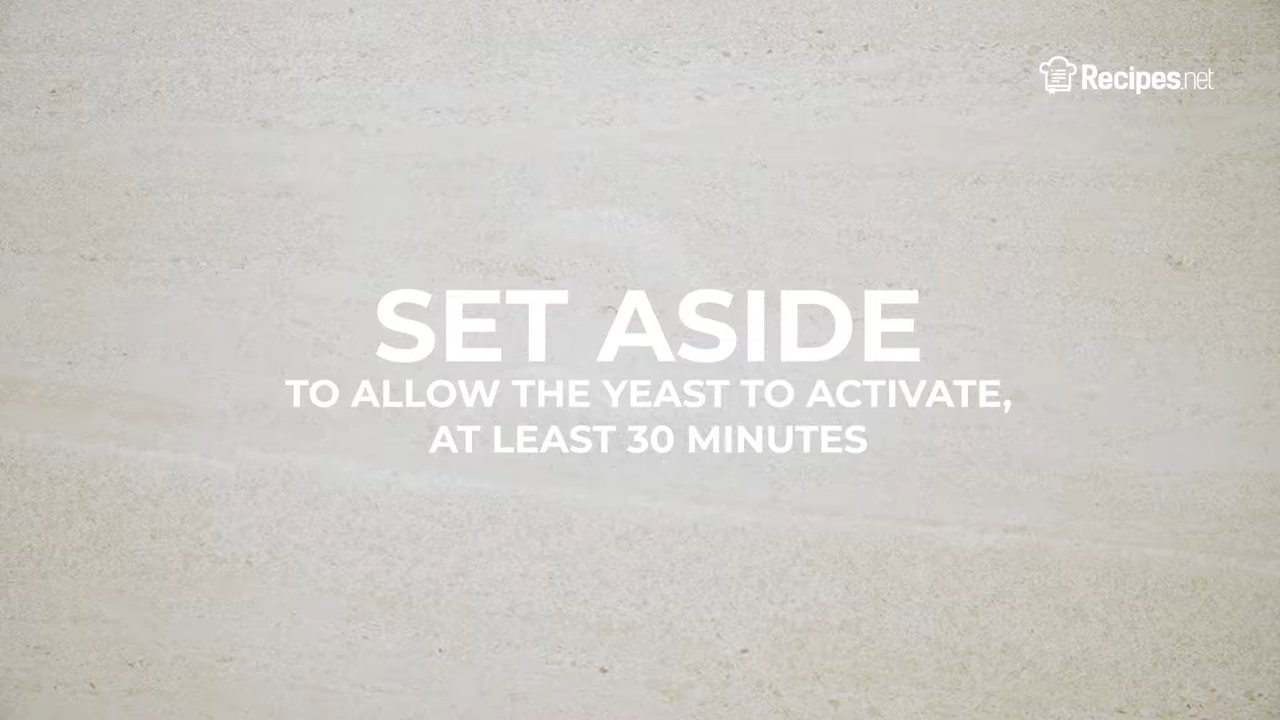 Recipes.net
SET ASIDE
TO ALLOW THE YEAST TO ACTIVATE,
AT LEAST 30 MINUTES